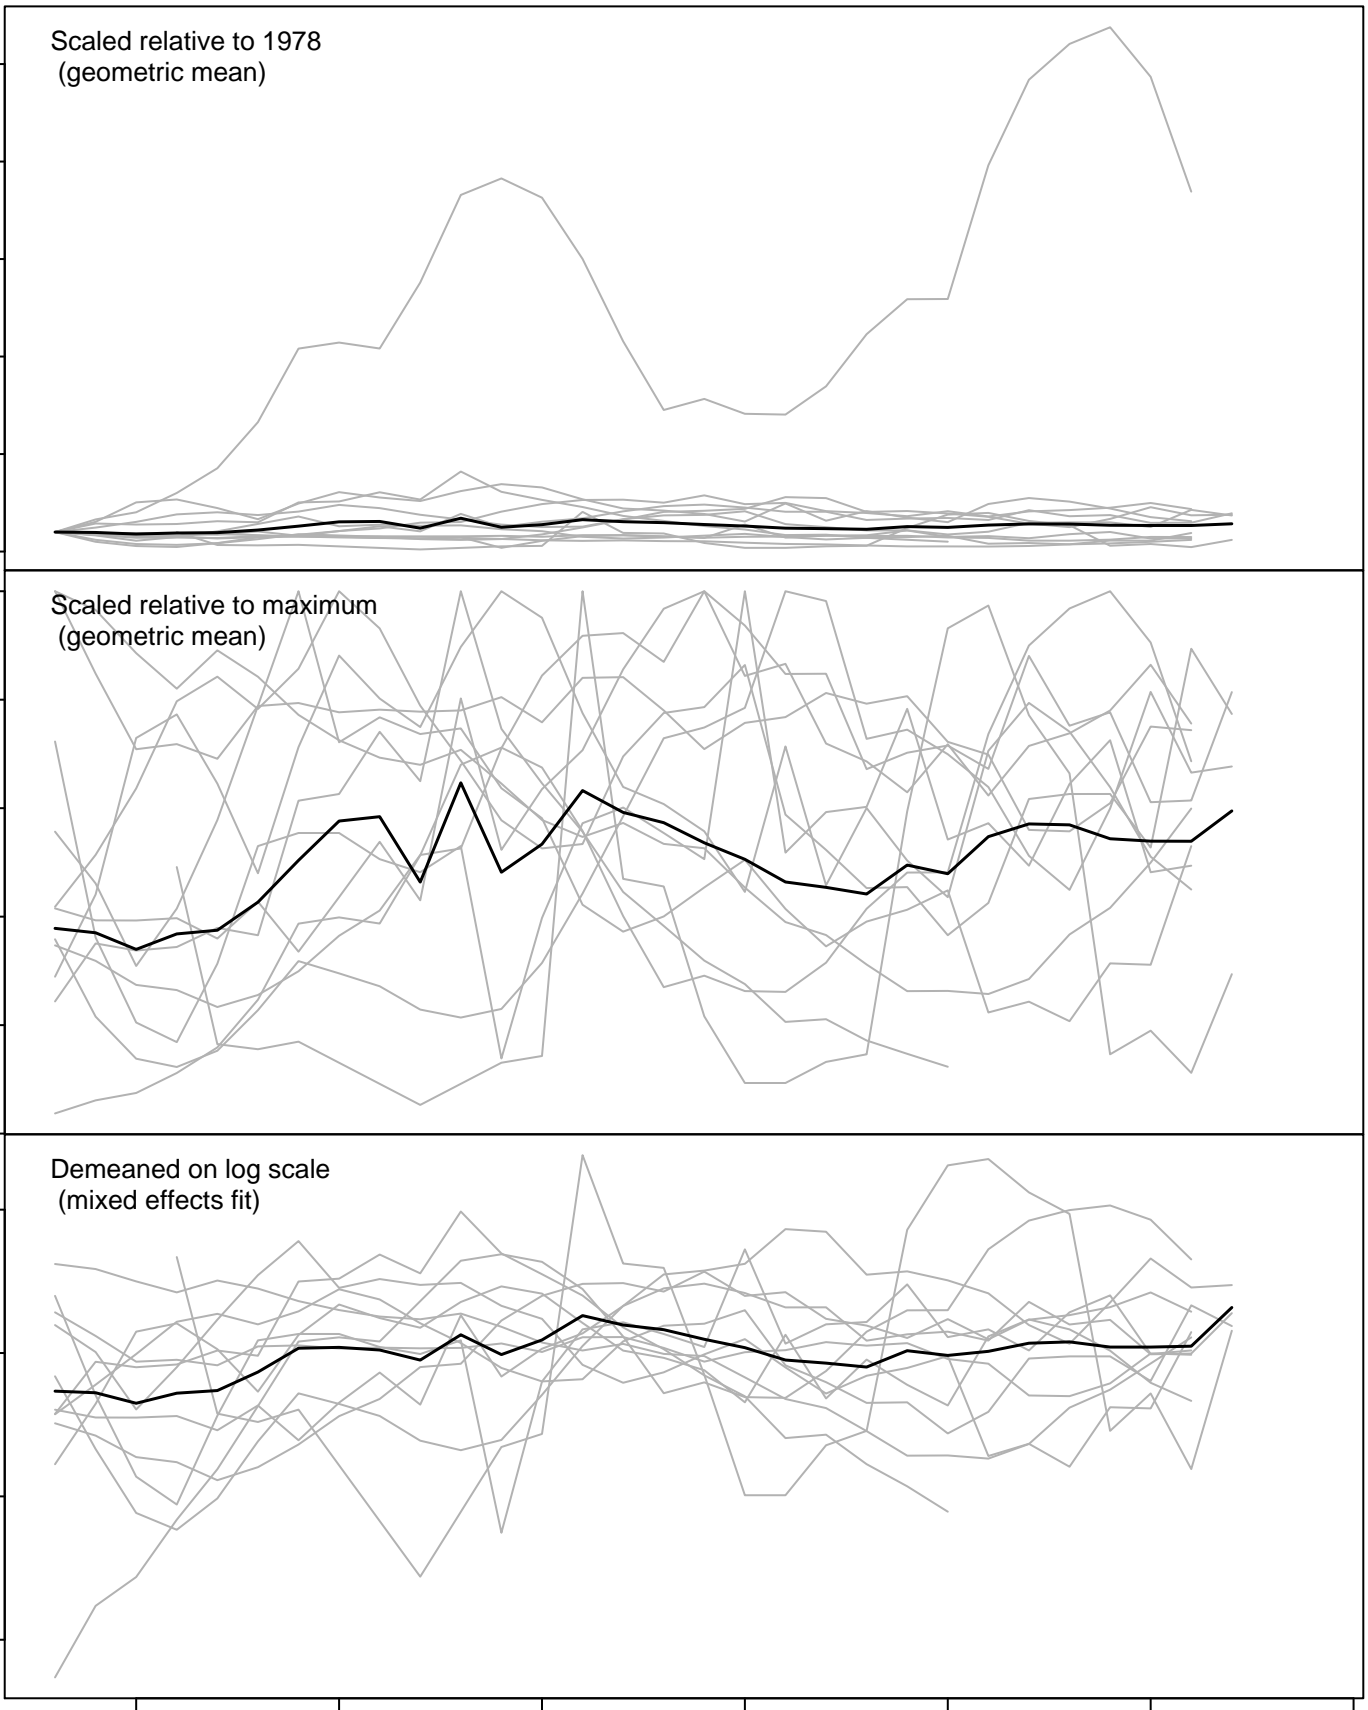 Scaled relative to 1978
(geometric mean)
Scaled relative to maximum
(geometric mean)
Demeaned on log scale
(mixed effects fit)